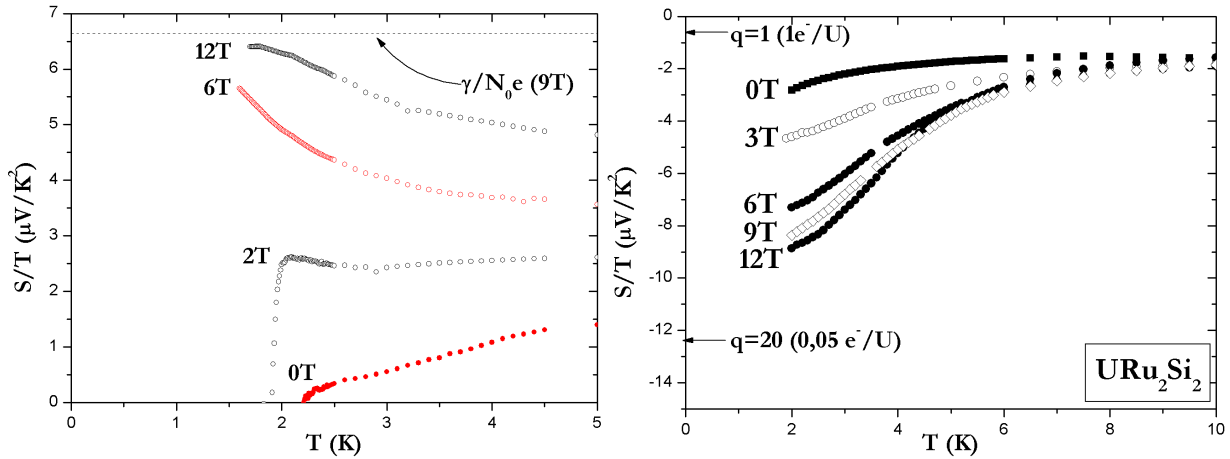 7
6
5
4
3
2
1
0
S/T (µV/K²)
12T
6T
2T
0T
γ/N₀e (9T)
0 1 2 3 4 5
T (K)
0
-2
-4
-6
-8
-10
-12
-14
S/T (µV/K²)
q=1 (1e⁻/U)
0T
3T
6T
9T
12T
q=20 (0,05 e⁻/U)
URu₂Si₂
0 2 4 6 8 10
T (K)